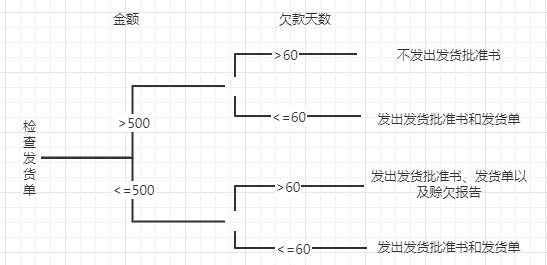 金额
欠款天数
>60
不发出发货批准书
>500
<=60
发出发货批准书和发货单
检查发货单
<=500
>60
发出发货批准书、发货单以
及赊欠报告
<=60
发出发货批准书和发货单